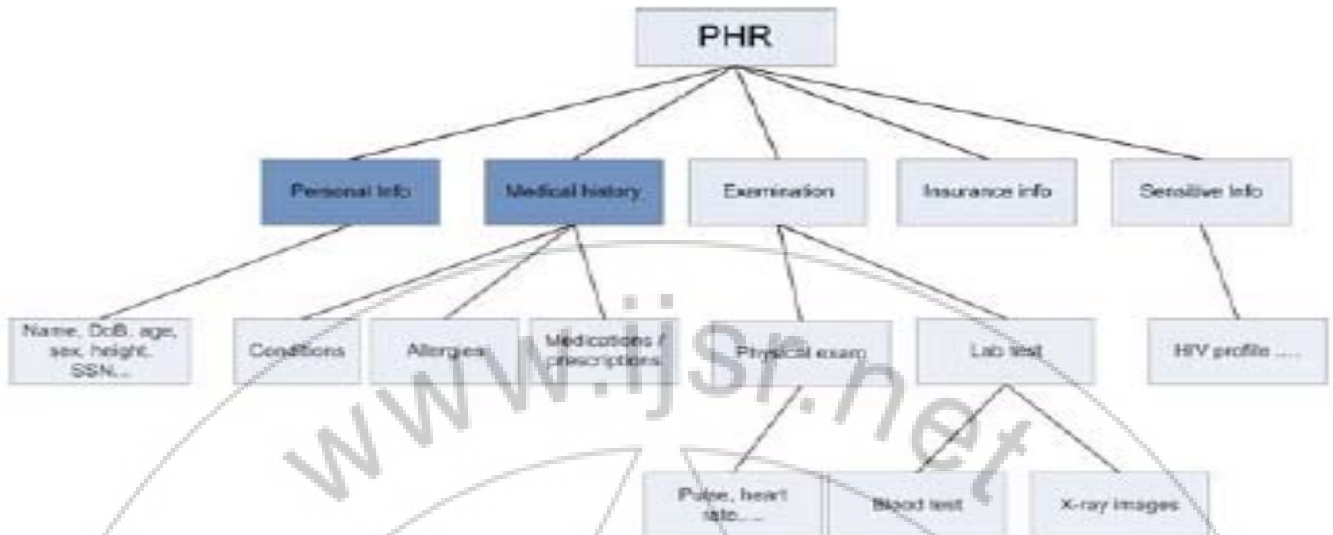 PHR
Personal Info
Medical history
Examination
Insurance info
Sensitive Info
Name, DoB, age,
sex, height,
SSN...
Conditions
Allergies
Medications /
prescriptions
Physical exam
Lab test
HIV profile .....
Pulse, heart
rate.....
Blood test
X-ray images
www.ijsr.net